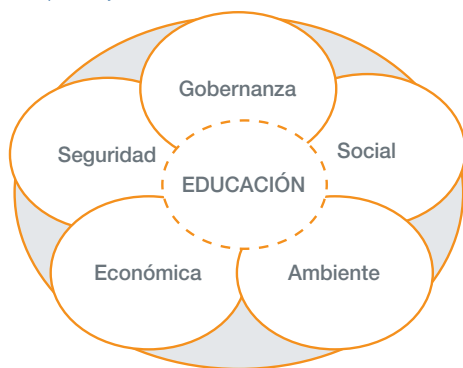 Gobernanza
Seguridad
Social
EDUCACIÓN
Económica
Ambiente